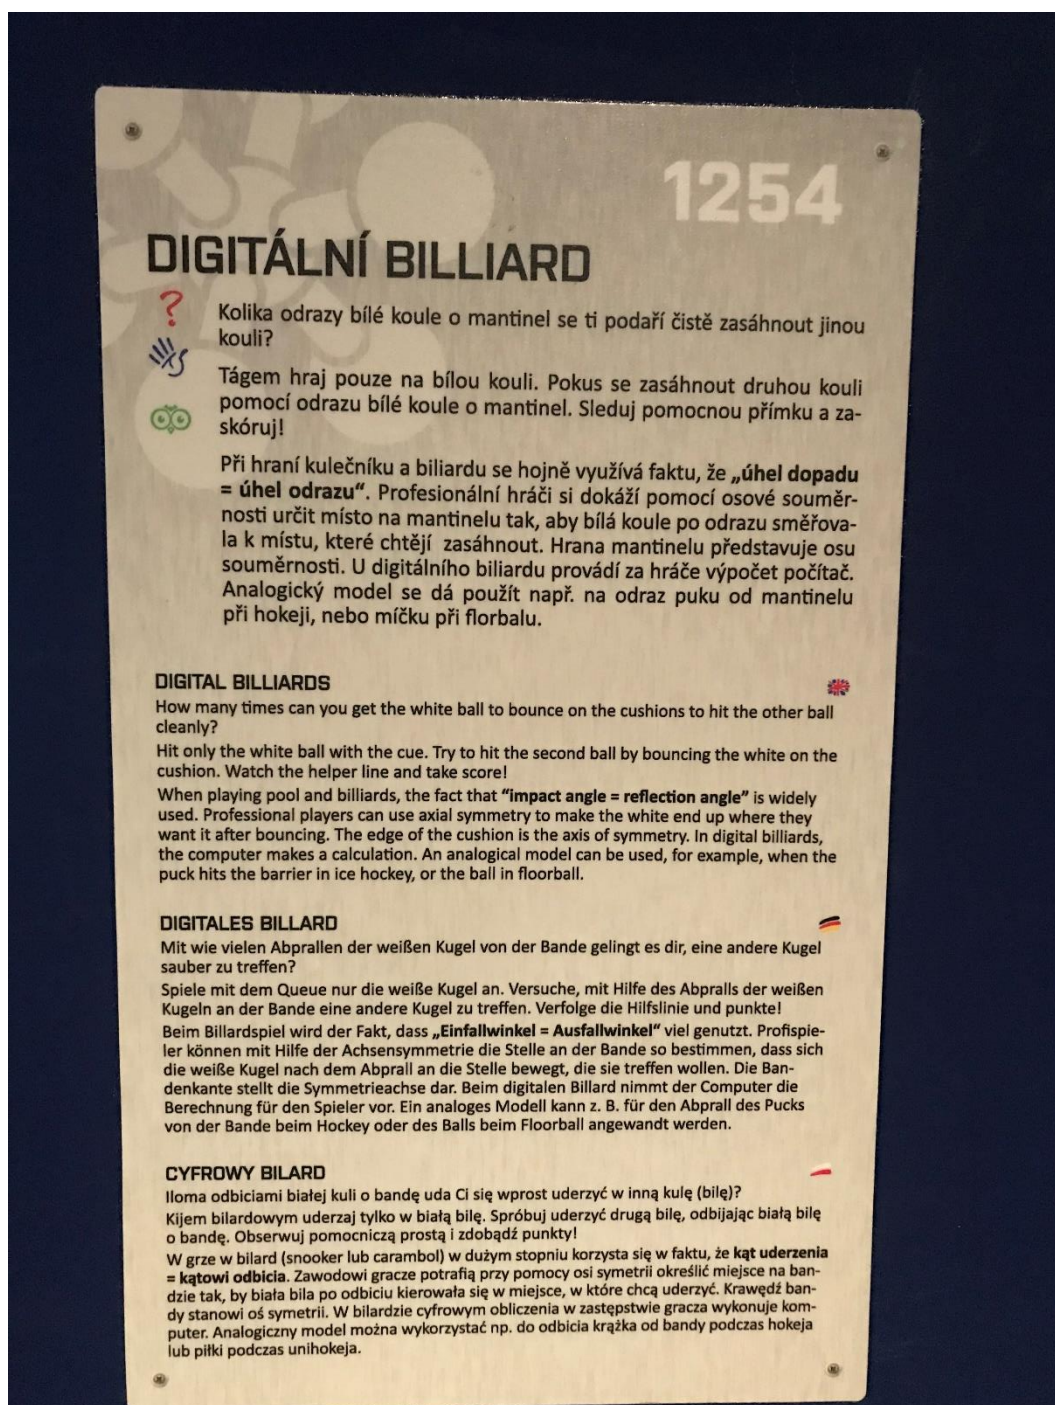 1254
DIGITÁLNÍ BILLIARD
?
Kolika odrazy bílé koule o mantinel se ti podaří čistě zasáhnout jinou
kouli?
Tágem hraj pouze na bílou kouli. Pokus se zasáhnout druhou kouli
pomocí odrazu bílé koule o mantinel. Sleduj pomocnou přímku a za-
skóruj!
Při hraní kulečníku a biliardu se hojně využívá faktu, že „úhel dopadu
= úhel odrazu“. Profesionální hráči si dokáží pomocí osové souměr-
nosti určit místo na mantinelu tak, aby bílá koule po odrazu směřova-
la k místu, které chtějí zasáhnout. Hrana mantinelu představuje osu
souměrnosti. U digitálního biliardu provádí za hráče výpočet počítač.
Analogický model se dá použít např. na odraz puku od mantinelu
při hokeji, nebo míčku při florbalu.
DIGITAL BILLIARDS
How many times can you get the white ball to bounce on the cushions to hit the other ball
cleanly?
Hit only the white ball with the cue. Try to hit the second ball by bouncing the white on the
cushion. Watch the helper line and take score!
When playing pool and billiards, the fact that “impact angle = reflection angle” is widely
used. Professional players can use axial symmetry to make the white end up where they
want it after bouncing. The edge of the cushion is the axis of symmetry. In digital billiards,
the computer makes a calculation. An analogical model can be used, for example, when the
puck hits the barrier in ice hockey, or the ball in floorball.
DIGITALES BILLARD
Mit wie vielen Abprallen der weißen Kugel von der Bande gelingt es dir, eine andere Kugel
sauber zu treffen?
Spiele mit dem Queue nur die weiße Kugel an. Versuche, mit Hilfe des Abpralls der weißen
Kugeln an der Bande eine andere Kugel zu treffen. Verfolge die Hilfslinie und punkte!
Beim Billardspiel wird der Fakt, dass „Einfallwinkel = Ausfallwinkel“ viel genutzt. Profispie-
ler können mit Hilfe der Achsensymmetrie die Stelle an der Bande so bestimmen, dass sich
die weiße Kugel nach dem Abprall an die Stelle bewegt, die sie treffen wollen. Die Ban-
denkante stellt die Symmetrieachse dar. Beim digitalen Billard nimmt der Computer die
Berechnung für den Spieler vor. Ein analoges Modell kann z. B. für den Abprall des Pucks
von der Bande beim Hockey oder des Balls beim Floorball angewandt werden.
CYFROWY BILARD
Iloma odbiciami białej kuli o bandę uda Ci się wprost uderzyć w inną kulę (bilę)?
Kijem bilardowym uderzaj tylko w białą bilę. Spróbuj uderzyć drugą bilę, odbijając białą bilę
o bandę. Obserwuj pomocniczą prostą i zdobądź punkty!
W grze w bilard (snooker lub carambol) w dużym stopniu korzysta się w faktu, że kąt uderzenia
= kątowi odbicia. Zawodowi gracze potrafią przy pomocy osi symetrii określić miejsce na ban-
dzie tak, by biała bila po odbiciu kierowała się w miejsce, w które chcą uderzyć. Krawędź ban-
dy stanowi oś symetrii. W bilardzie cyfrowym obliczenia w zastępstwie gracza wykonuje kom-
puter. Analogiczny model można wykorzystać np. do odbicia krążka od bandy podczas hokeja
lub piłki podczas unihokeja.